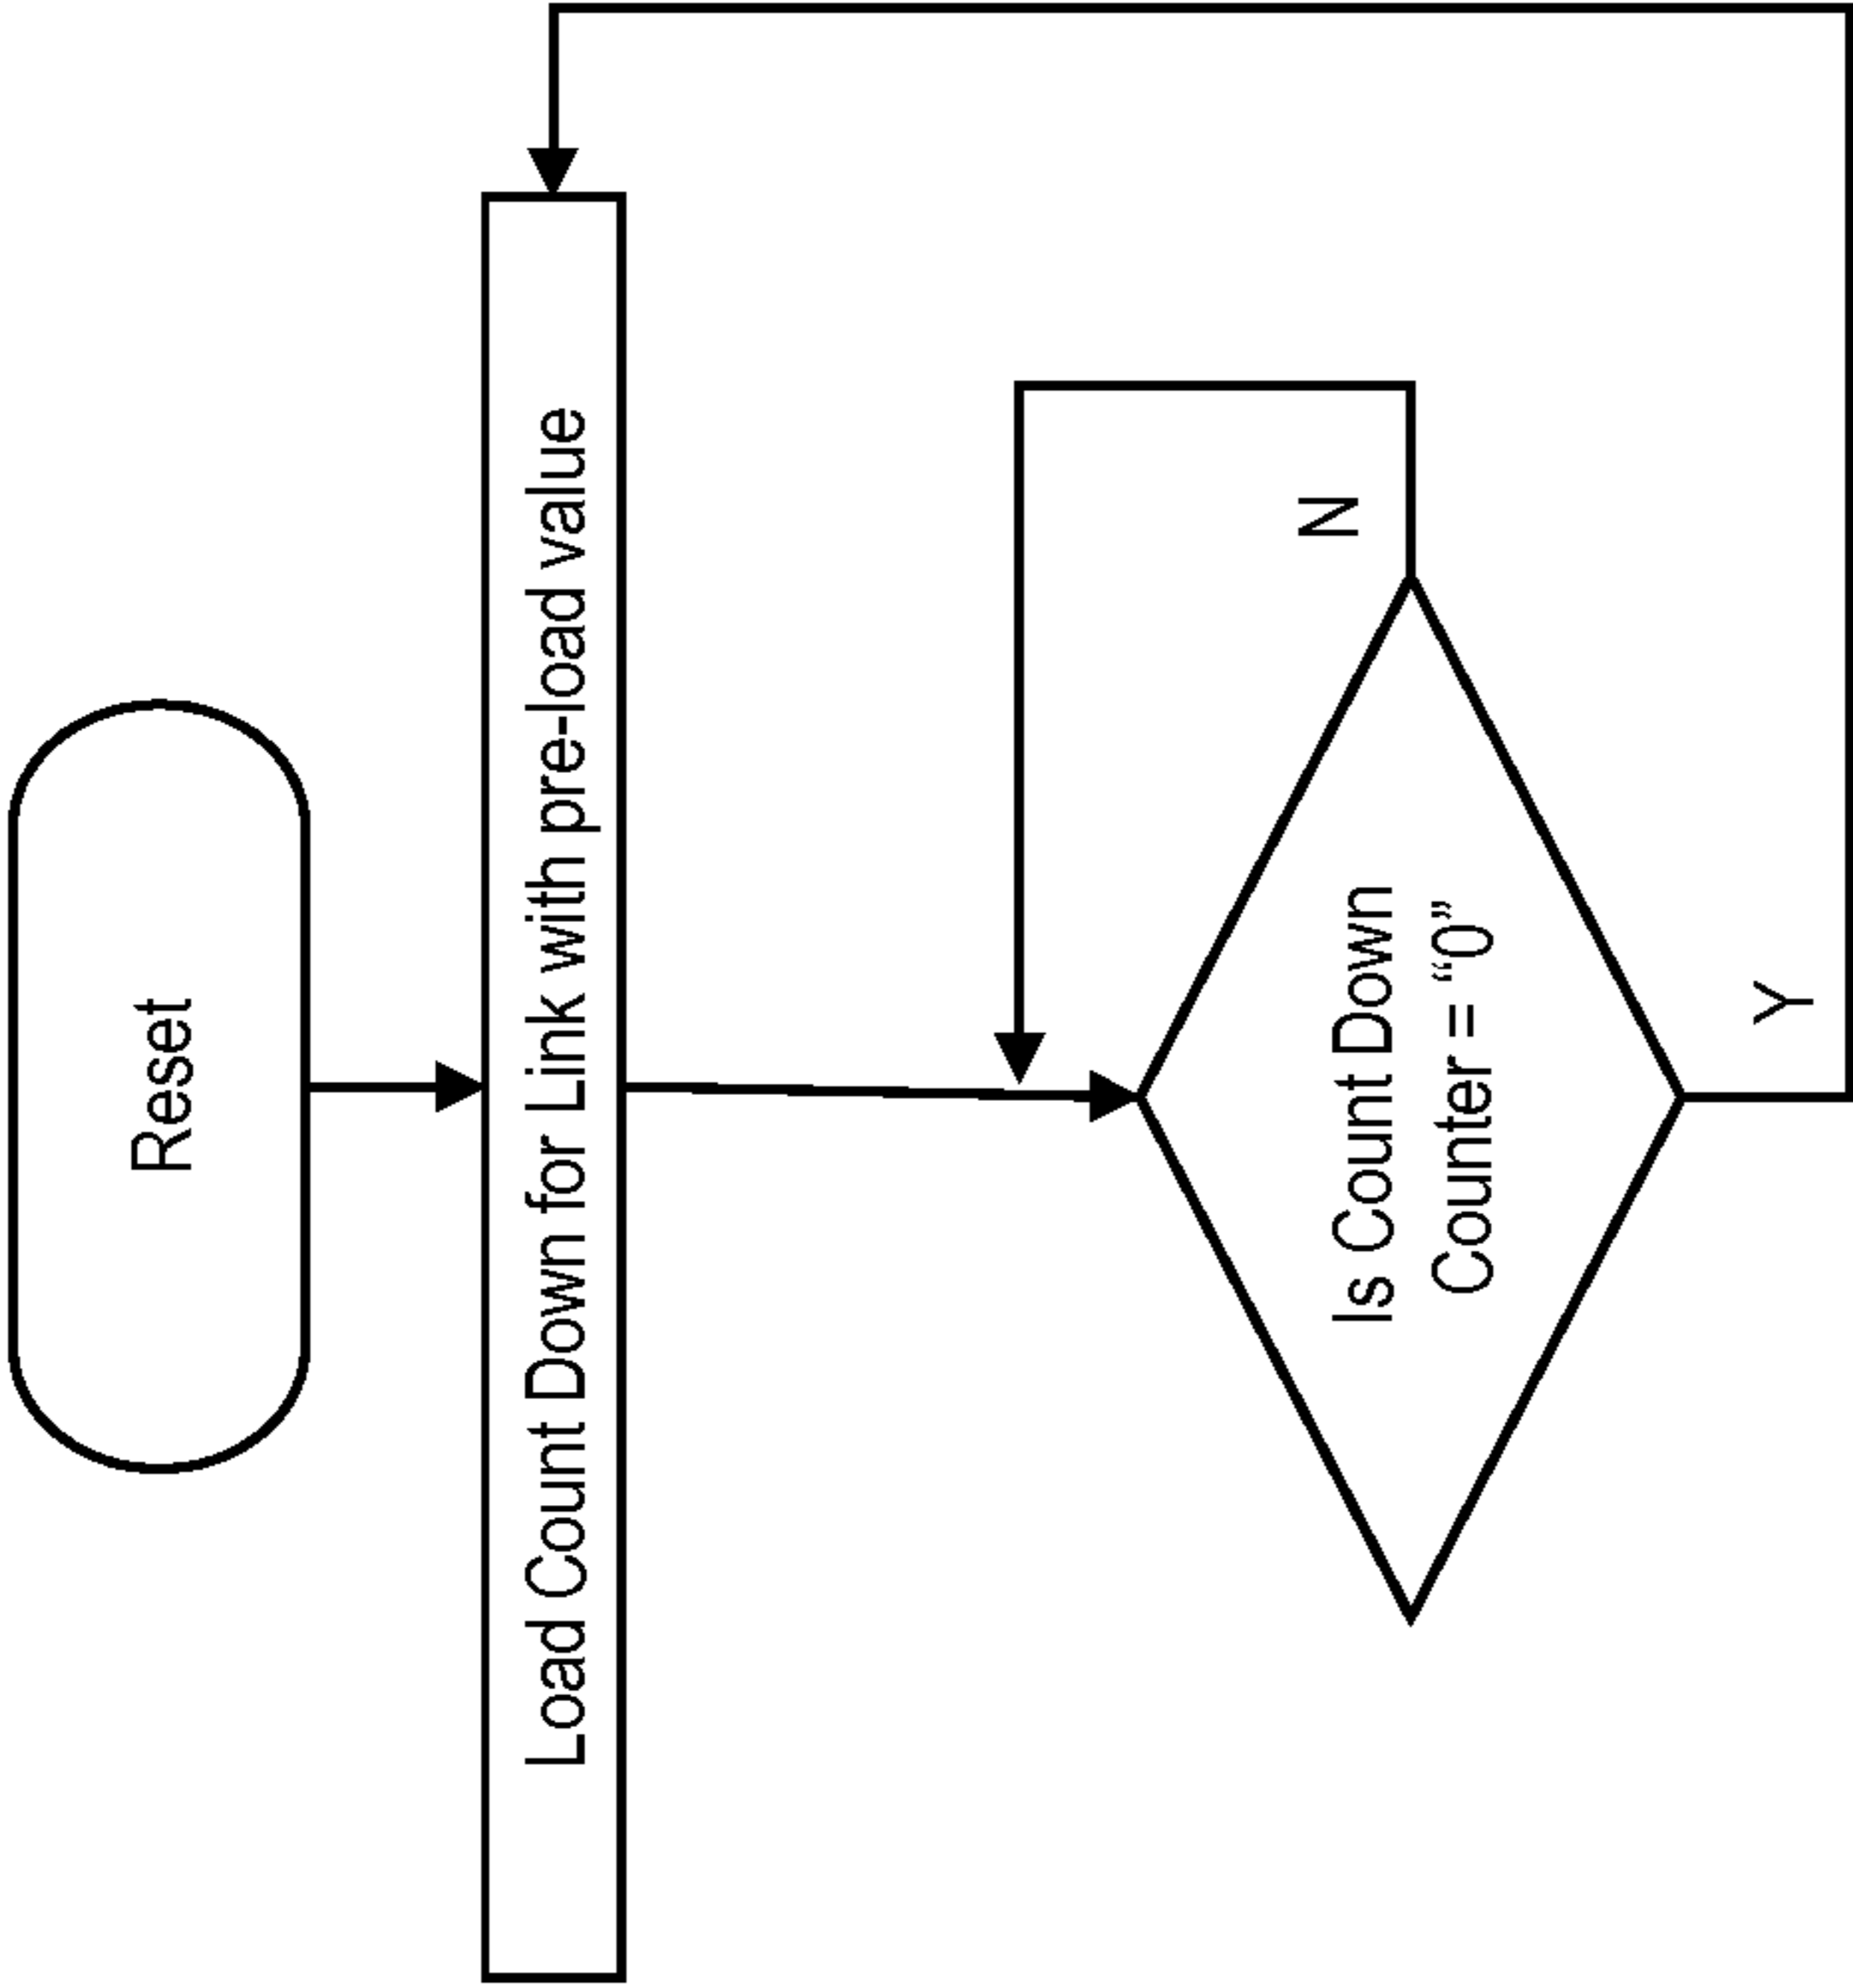 Reset
Load Count Down for Link with pre-load value
N
Is Count Down
Counter = “0”
Y